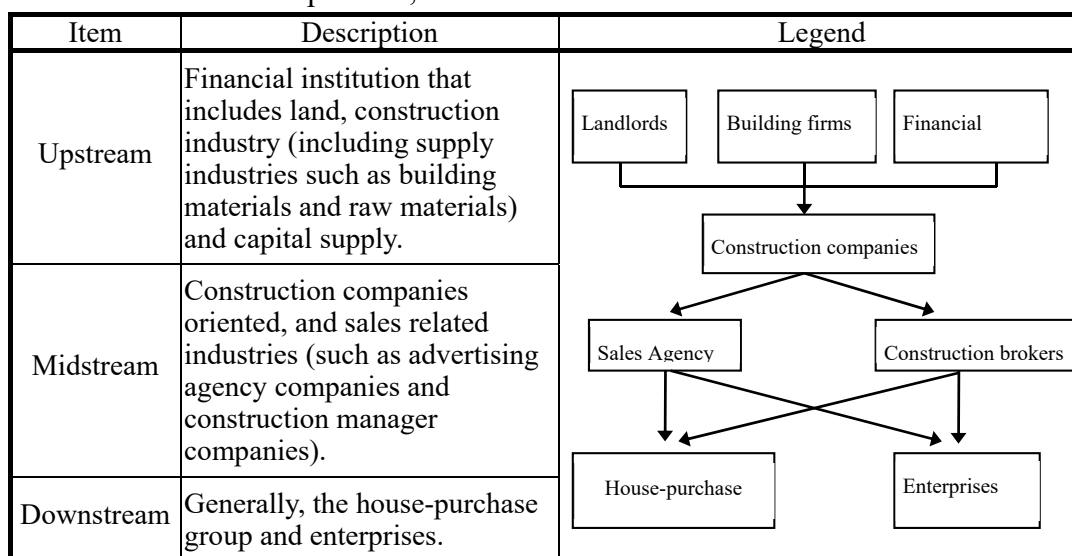 Item Description Legend
Upstream
Financial institution that
includes land, construction
industry (including supply
industries such as building
materials and raw materials)
and capital supply.
Landlords Building firms Financial
Construction companies
Midstream
Construction companies
oriented, and sales related
industries (such as advertising
agency companies and
construction manager
companies).
Sales Agency Construction brokers
Downstream
Generally, the house-purchase
group and enterprises.
House-purchase Enterprises